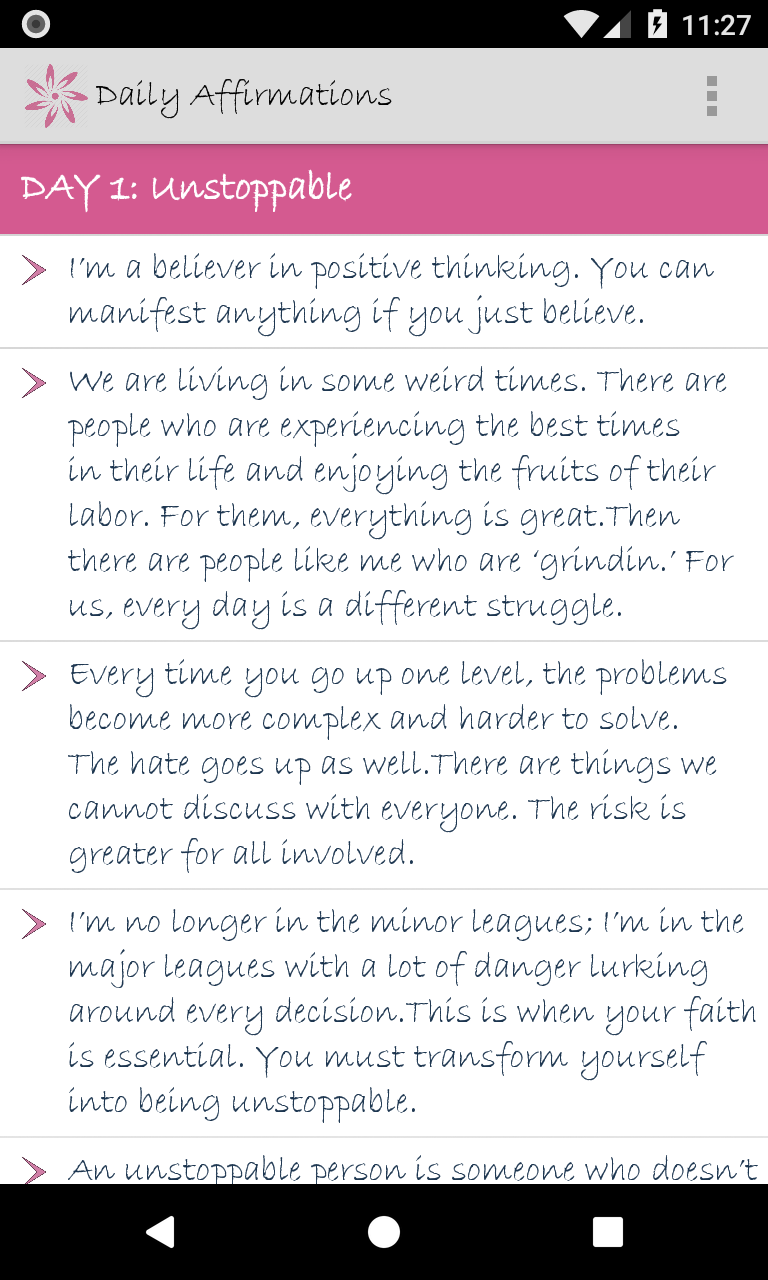 11:27
Daily Affirmations
DAY 1: Unstoppable
I'm a believer in positive thinking. You can
manifest anything if you just believe.
We are living in some weird times. There are
people who are experiencing the best times
in their life and enjoying the fruits of their
labor. For them, everything is great.Then
there are people like me who are ‘grindin.’ For
us, every day is a different struggle.
Every time you go up one level, the problems
become more complex and harder to solve.
The hate goes up as well.There are things we
cannot discuss with everyone. The risk is
greater for all involved.
I'm no longer in the minor leagues; I'm in the
major leagues with a lot of danger lurking
around every decision.This is when your faith
is essential. You must transform yourself
into being unstoppable.
An unstoppable person is someone who doesn't